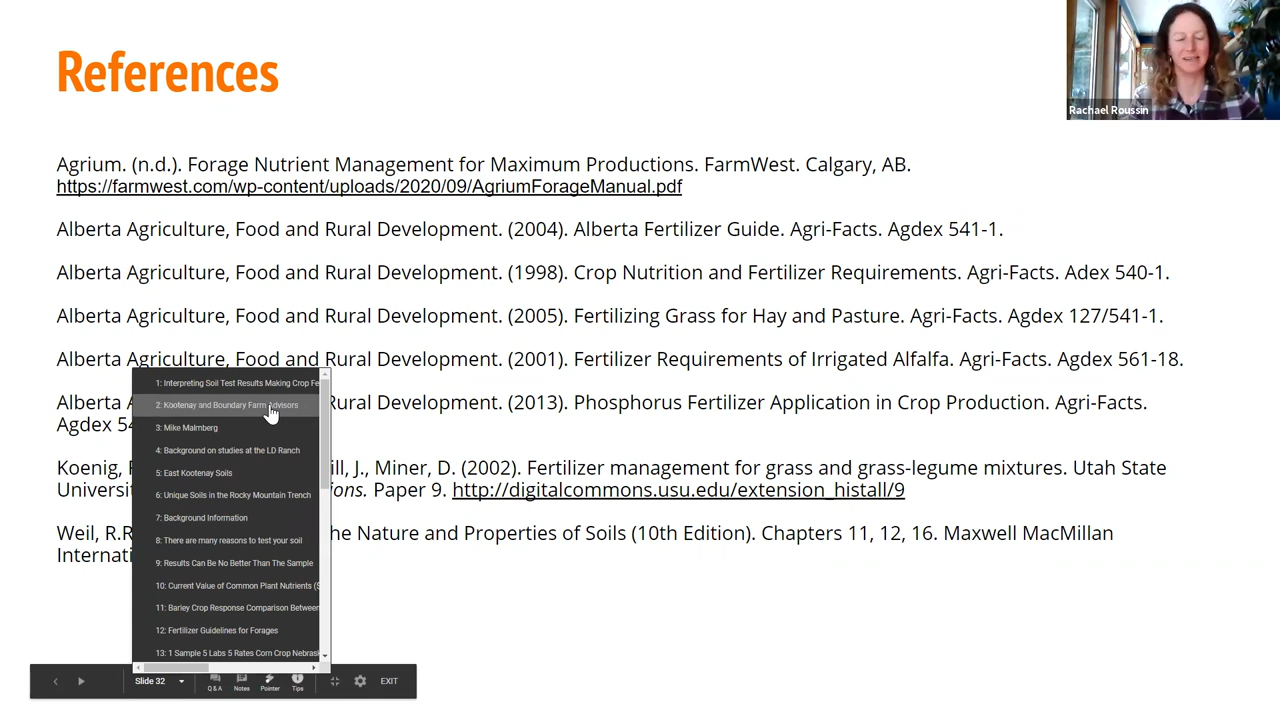 References
Rachael Roussin
Agrium. (n.d.). Forage Nutrient Management for Maximum Productions. FarmWest. Calgary, AB.
https://farmwest.com/wp-content/uploads/2020/09/AgriumForageManual.pdf
Alberta Agriculture, Food and Rural Development. (2004). Alberta Fertilizer Guide. Agri-Facts. Agdex 541-1.
Alberta Agriculture, Food and Rural Development. (1998). Crop Nutrition and Fertilizer Requirements. Agri-Facts. Adex 540-1.
Alberta Agriculture, Food and Rural Development. (2005). Fertilizing Grass for Hay and Pasture. Agri-Facts. Agdex 127/541-1.
Alberta Agriculture, Food and Rural Development. (2001). Fertilizer Requirements of Irrigated Alfalfa. Agri-Facts. Agdex 561-18.
Alberta Rural Development. (2013). Phosphorus Fertilizer Application in Crop Production. Agri-Facts.
Agdex
Koenig, J., Miner, D. (2002). Fertilizer management for grass and grass-legume mixtures. Utah State
Paper 9. http://digitalcommons.usu.edu/extension_histall/9
Weil, Nature and Properties of Soils (10th Edition). Chapters 11, 12, 16. Maxwell MacMillan
1: Interpreting Soil Test Results Making Crop Fe
2: Kootenay and Boundary Farm Advisors
3: Mike Malmberg
4: Background on studies at the LD Ranch
5: East Kootenay Soils
6: Unique Soils in the Rocky Mountain Trench
7: Background Information
8: There are many reasons to test your soil
9: Results Can Be No Better Than The Sample
10: Current Value of Common Plant Nutrients ($
11: Barley Crop Response Comparison Between
12: Fertilizer Guidelines for Forages
13: 1 Sample 5 Labs 5 Rates Corn Crop Nebrask
Slide 32
Q & A
Notes
Pointer
Tips
EXIT